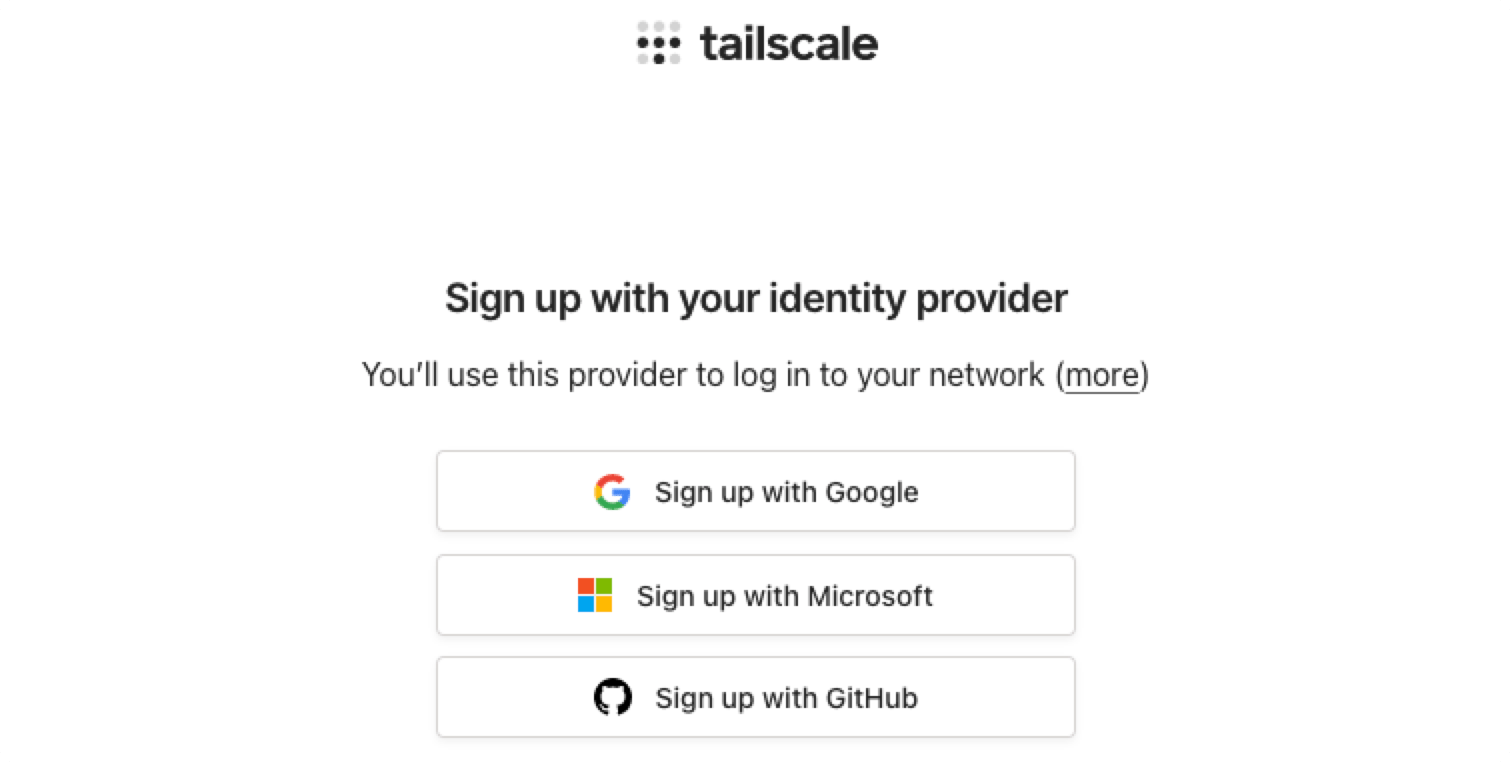 tailscale
Sign up with your identity provider
You’ll use this provider to log in to your network (more)
Sign up with Google
Sign up with Microsoft
Sign up with GitHub